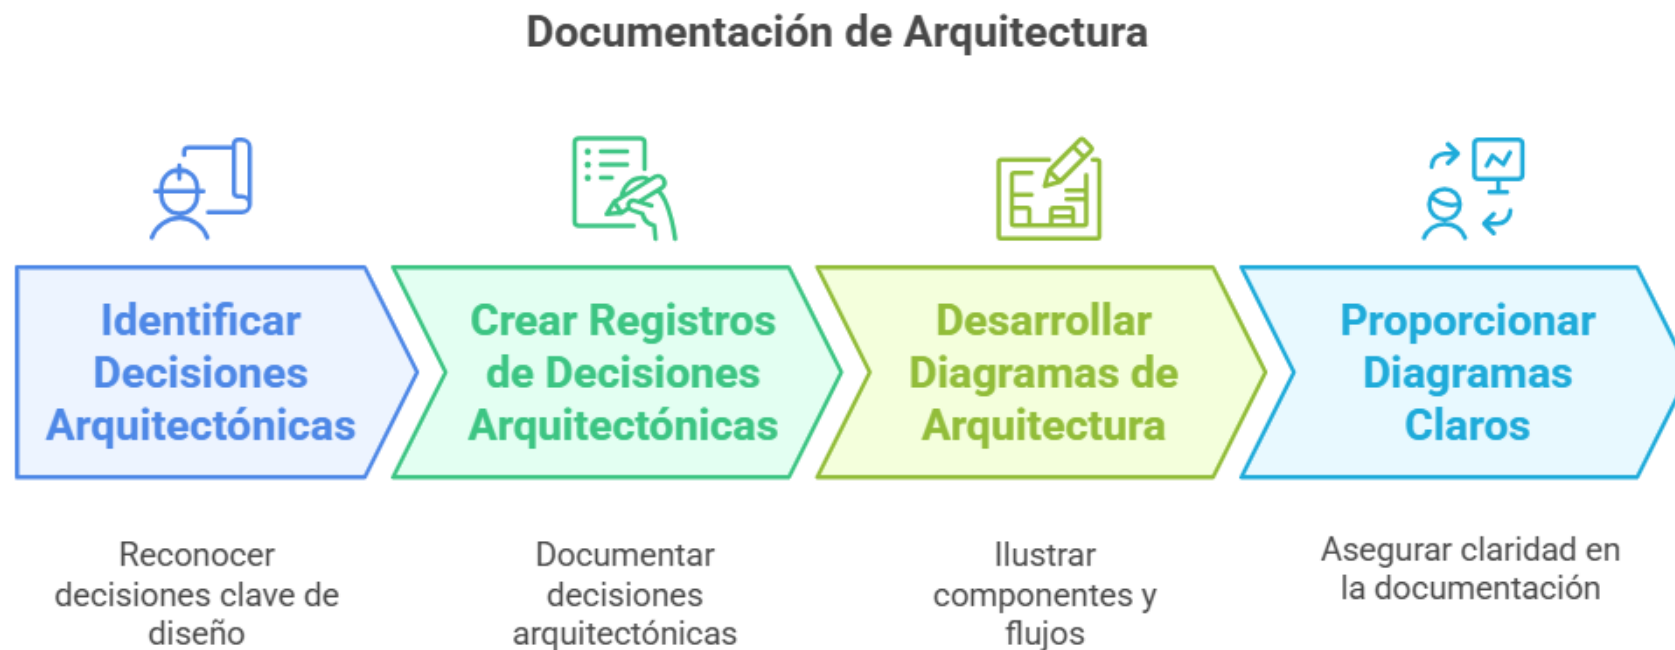 Documentación de Arquitectura
Identificar
Decisiones
Arquitectónicas
Crear Registros
de Decisiones
Arquitectónicas
Desarrollar
Diagramas de
Arquitectura
Proporcionar
Diagramas
Claros
Reconocer
decisiones clave de
diseño
Documentar
decisiones
arquitectónicas
Ilustrar
componentes y
flujos
Asegurar claridad en
la documentación